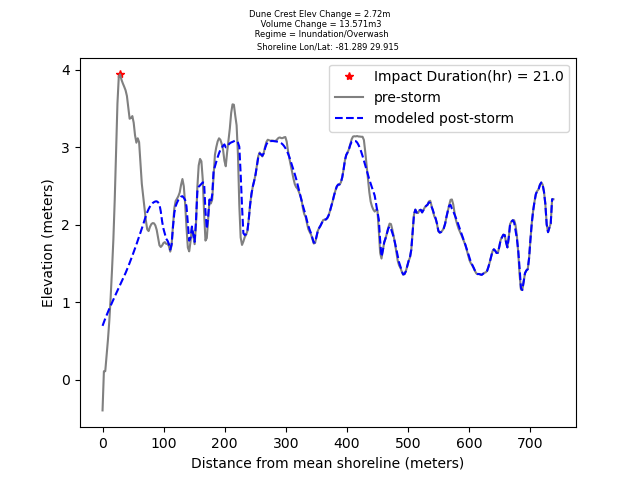 Dune Crest Elev Change = 2.72m
Volume Change = 13.571m3
Regime = Inundation/Overwash
Shoreline Lon/Lat: -81.289 29.915
Impact Duration(hr) = 21.0
pre-storm
modeled post-storm
Elevation (meters)
4
3
2
1
0
0 100 200 300 400 500 600 700
Distance from mean shoreline (meters)